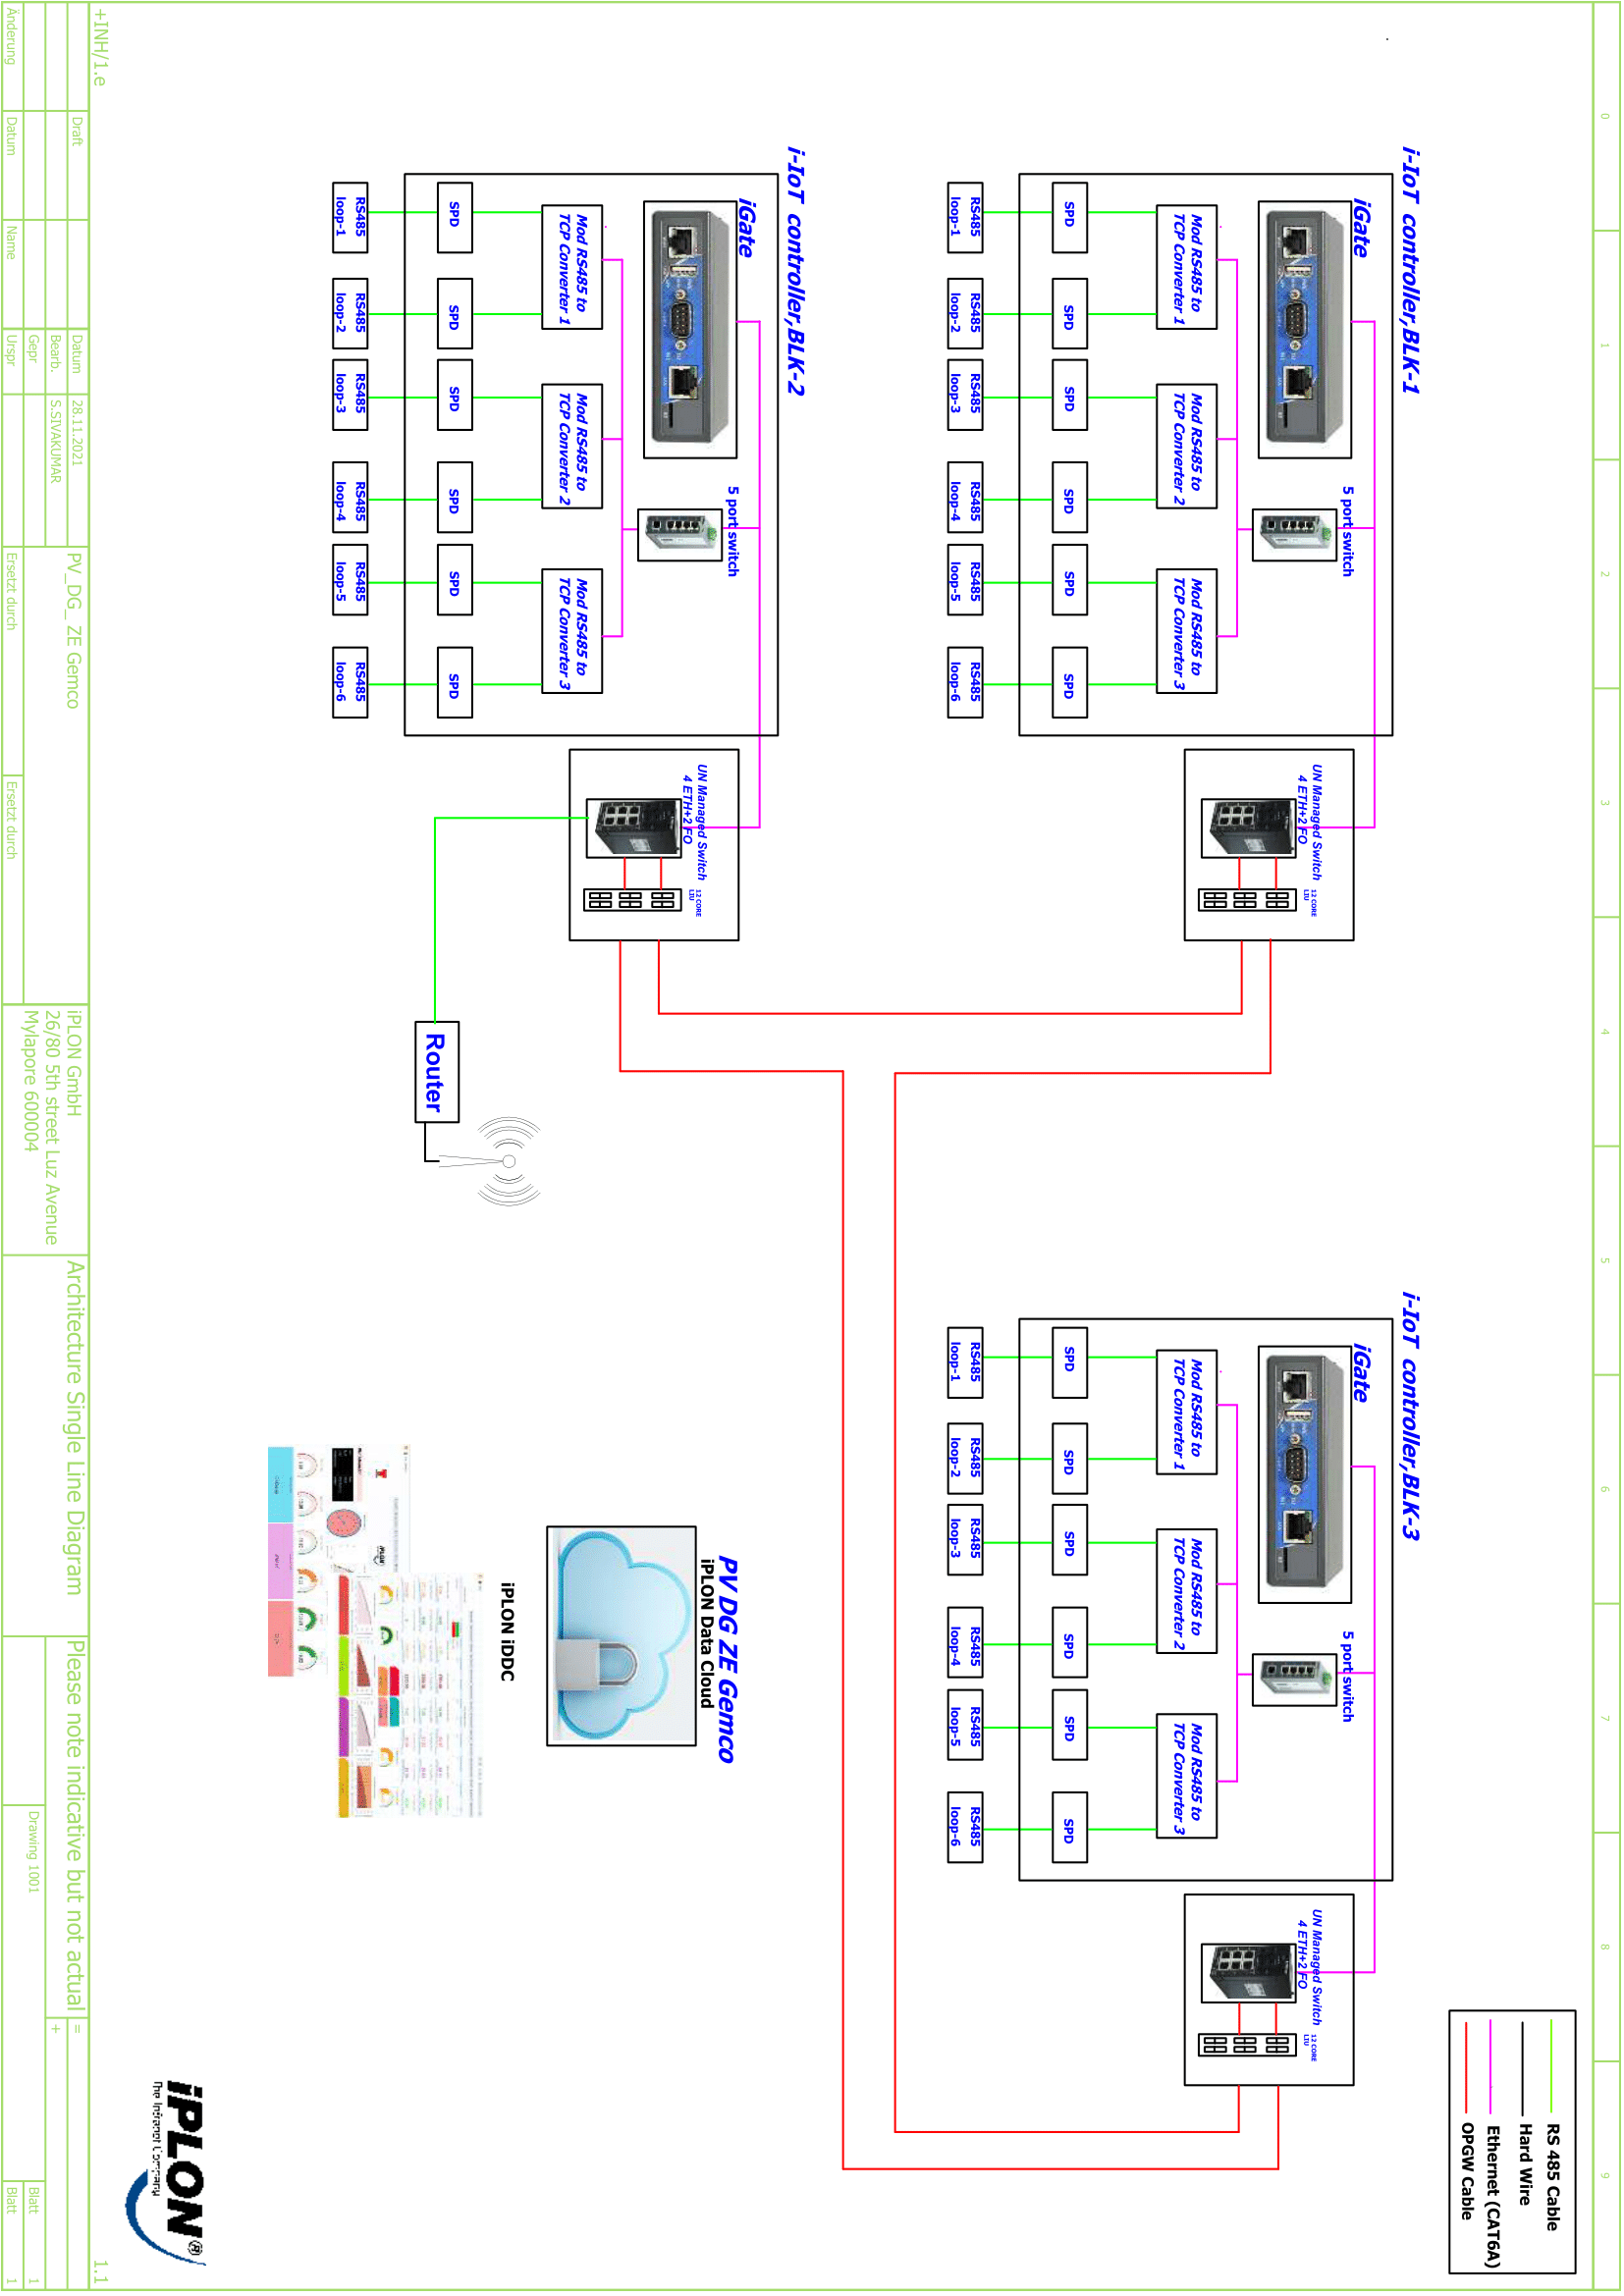 0
1
2
3
4
5
6
7
8
9
RS 485 Cable
Hard Wire
Ethernet (CAT6A)
OPGW Cable
i-IoT controller,BLK-1
iGate
5 port switch
Mod RS485 to
TCP Converter 1
Mod RS485 to
TCP Converter 2
Mod RS485 to
TCP Converter 3
SPD
SPD
SPD
SPD
SPD
SPD
RS485
loop-1
RS485
loop-2
RS485
loop-3
RS485
loop-4
RS485
loop-5
RS485
loop-6
UN Managed Switch
4 ETH+2 FO
12 CORE
LIU
i-IoT controller,BLK-3
iGate
5 port switch
Mod RS485 to
TCP Converter 1
Mod RS485 to
TCP Converter 2
Mod RS485 to
TCP Converter 3
SPD
SPD
SPD
SPD
SPD
SPD
RS485
loop-1
RS485
loop-2
RS485
loop-3
RS485
loop-4
RS485
loop-5
RS485
loop-6
UN Managed Switch
4 ETH+2 FO
12 CORE
LIU
i-IoT controller,BLK-2
iGate
5 port switch
Mod RS485 to
TCP Converter 1
Mod RS485 to
TCP Converter 2
Mod RS485 to
TCP Converter 3
SPD
SPD
SPD
SPD
SPD
SPD
RS485
loop-1
RS485
loop-2
RS485
loop-3
RS485
loop-4
RS485
loop-5
RS485
loop-6
UN Managed Switch
4 ETH+2 FO
12 CORE
LIU
Router
PV DG ZE Gemco
iPLON Data Cloud
iPLON iDDC
iPLON
iPLON®
The Infranet Company
+INH/1.e
1.1
Draft
Datum
28.11.2021
Bearb.
S.SIVAKUMAR
Gepr
Änderung
Datum
Name
Urspr
PV_DG_ ZE Gemco
Ersetzt durch
Ersetzt durch
iPLON GmbH
26/80 5th street Luz Avenue
Mylapore 600004
Architecture Single Line Diagram
Please note indicative but not actual
Drawing 1001
=
+
Blatt 1
Blatt 1